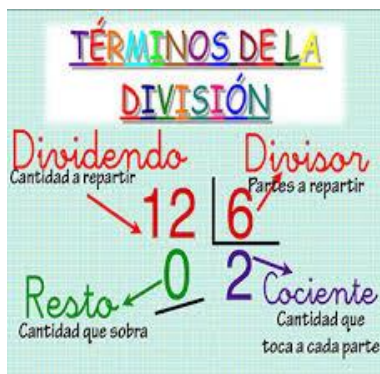 TÉRMINOS DE LA
DIVISIÓN
Dividendo
Cantidad a repartir
Divisor
Partes a repartir
12 6
0 2
Resto
Cantidad que sobra
Cociente
Cantidad que
toca a cada parte